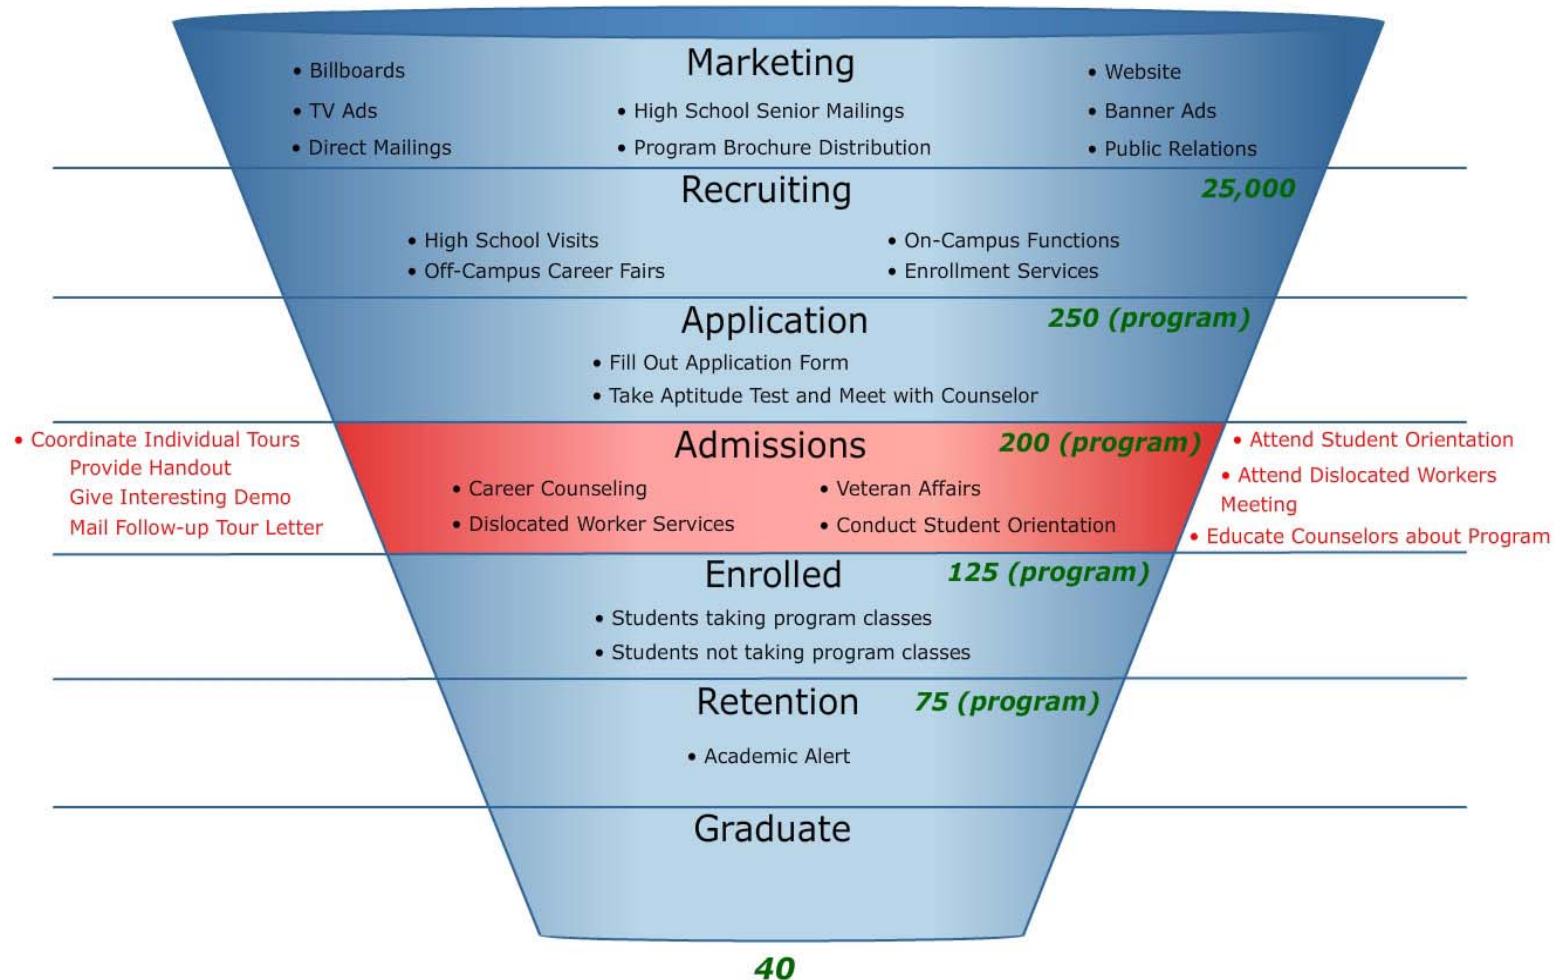 Marketing
• Billboards
• TV Ads
• Direct Mailings
• High School Senior Mailings
• Program Brochure Distribution
• Website
• Banner Ads
• Public Relations
Recruiting
25,000
• High School Visits
• Off-Campus Career Fairs
• On-Campus Functions
• Enrollment Services
Application
250 (program)
• Fill Out Application Form
• Take Aptitude Test and Meet with Counselor
• Coordinate Individual Tours
Provide Handout
Give Interesting Demo
Mail Follow-up Tour Letter
Admissions
200 (program)
• Career Counseling
• Dislocated Worker Services
• Veteran Affairs
• Conduct Student Orientation
• Attend Student Orientation
• Attend Dislocated Workers
Meeting
• Educate Counselors about Program
Enrolled
125 (program)
• Students taking program classes
• Students not taking program classes
Retention
75 (program)
• Academic Alert
Graduate
40